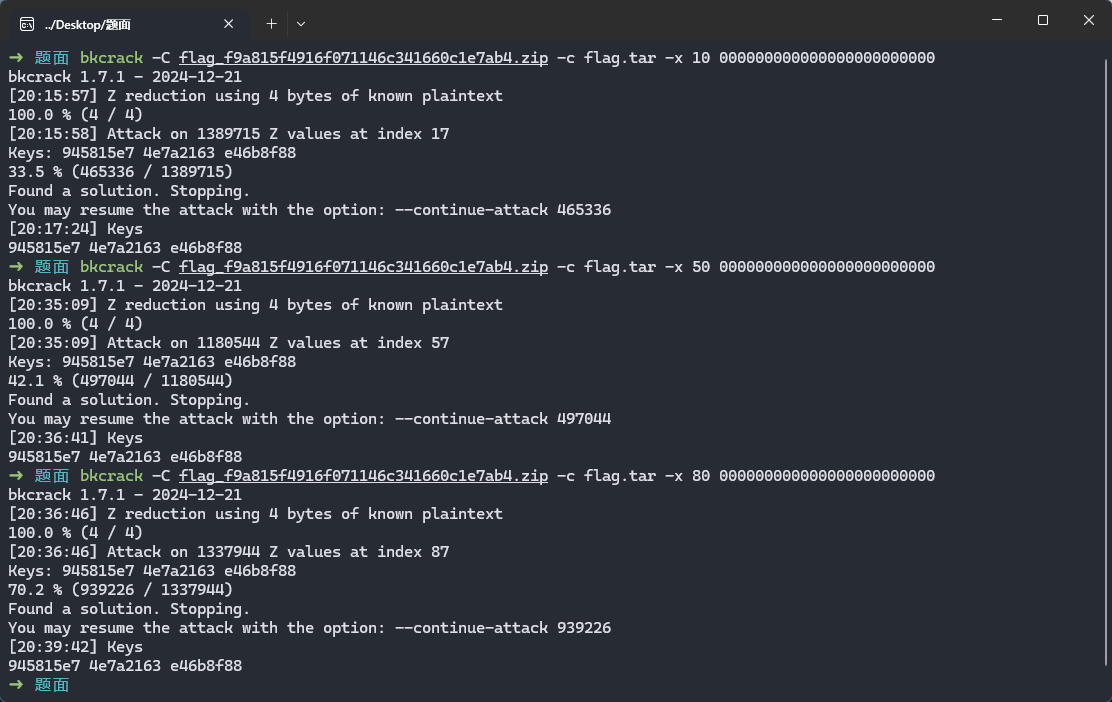 ../Desktop/题面
➜ 题面 bkcrack -C flag_f9a815f4916f071146c341660c1e7ab4.zip -c flag.tar -x 10 000000000000000000000000
bkcrack 1.7.1 - 2024-12-21
[20:15:57] Z reduction using 4 bytes of known plaintext
100.0 % (4 / 4)
[20:15:58] Attack on 1389715 Z values at index 17
Keys: 945815e7 4e7a2163 e46b8f88
33.5 % (465336 / 1389715)
Found a solution. Stopping.
You may resume the attack with the option: --continue-attack 465336
[20:17:24] Keys
945815e7 4e7a2163 e46b8f88
➜ 题面 bkcrack -C flag_f9a815f4916f071146c341660c1e7ab4.zip -c flag.tar -x 50 000000000000000000000000
bkcrack 1.7.1 - 2024-12-21
[20:35:09] Z reduction using 4 bytes of known plaintext
100.0 % (4 / 4)
[20:35:09] Attack on 1180544 Z values at index 57
Keys: 945815e7 4e7a2163 e46b8f88
42.1 % (497044 / 1180544)
Found a solution. Stopping.
You may resume the attack with the option: --continue-attack 497044
[20:36:41] Keys
945815e7 4e7a2163 e46b8f88
➜ 题面 bkcrack -C flag_f9a815f4916f071146c341660c1e7ab4.zip -c flag.tar -x 80 000000000000000000000000
bkcrack 1.7.1 - 2024-12-21
[20:36:46] Z reduction using 4 bytes of known plaintext
100.0 % (4 / 4)
[20:36:46] Attack on 1337944 Z values at index 87
Keys: 945815e7 4e7a2163 e46b8f88
70.2 % (939226 / 1337944)
Found a solution. Stopping.
You may resume the attack with the option: --continue-attack 939226
[20:39:42] Keys
945815e7 4e7a2163 e46b8f88
➜ 题面